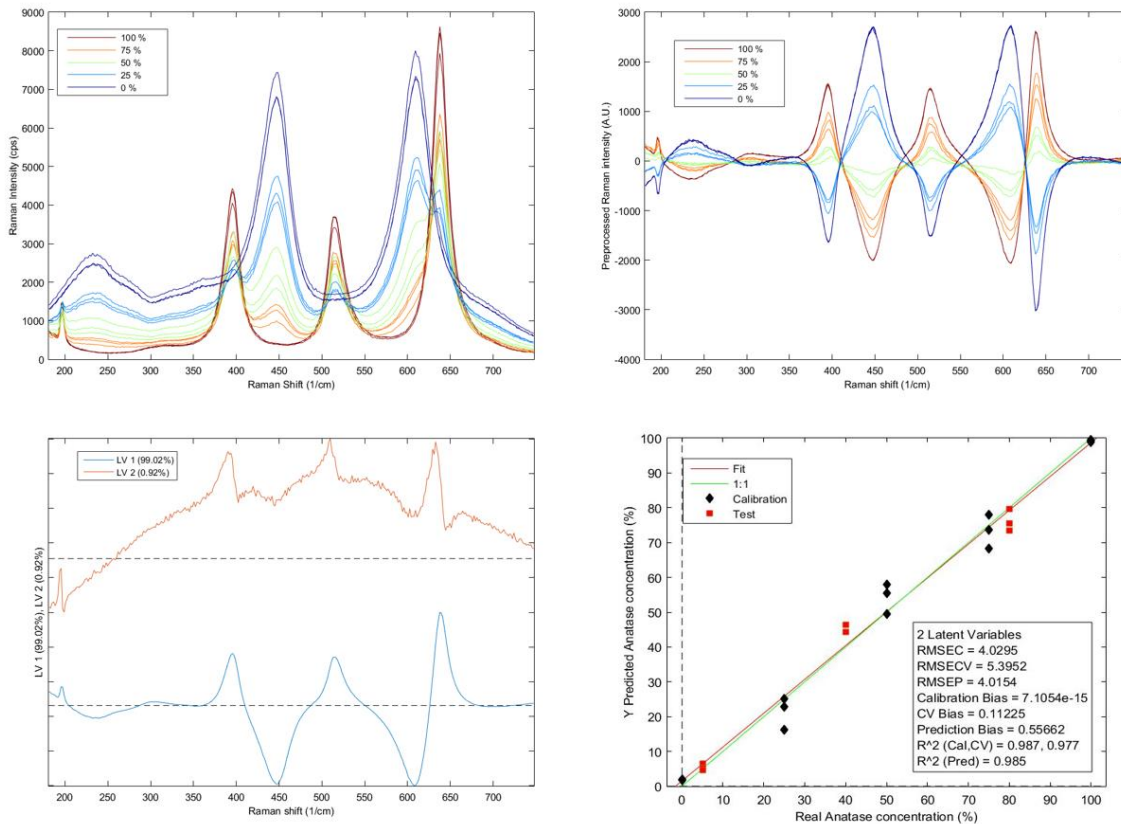 9000
8000
7000
6000
5000
4000
3000
2000
1000
0
Raman Intensity (cps)
100 %
75 %
50 %
25 %
0 %
200 250 300 350 400 450 500 550 600 650 700
Raman Shift (1/cm)
3000
2000
1000
0
-1000
-2000
-3000
-4000
Preprocessed Raman intensity (A.U.)
100 %
75 %
50 %
25 %
0 %
200 250 300 350 400 450 500 550 600 650 700
Raman shift (1/cm)
LV 1 (99.02%), LV 2 (0.92%)
LV 1 (99.02%)
LV 2 (0.92%)
200 250 300 350 400 450 500 550 600 650 700
Raman shift (1/cm)
100
90
80
70
60
50
40
30
20
10
0
Y Predicted Anatase concentration (%)
Fit
1:1
Calibration
Test
2 Latent Variables
RMSEC = 4.0295
RMSECV = 5.3952
RMSEP = 4.0154
Calibration Bias = 7.1054e-15
CV Bias = 0.11225
Prediction Bias = 0.55662
R^2 (Cal,CV) = 0.987, 0.977
R^2 (Pred) = 0.985
0 10 20 30 40 50 60 70 80 90 100
Real Anatase concentration (%)